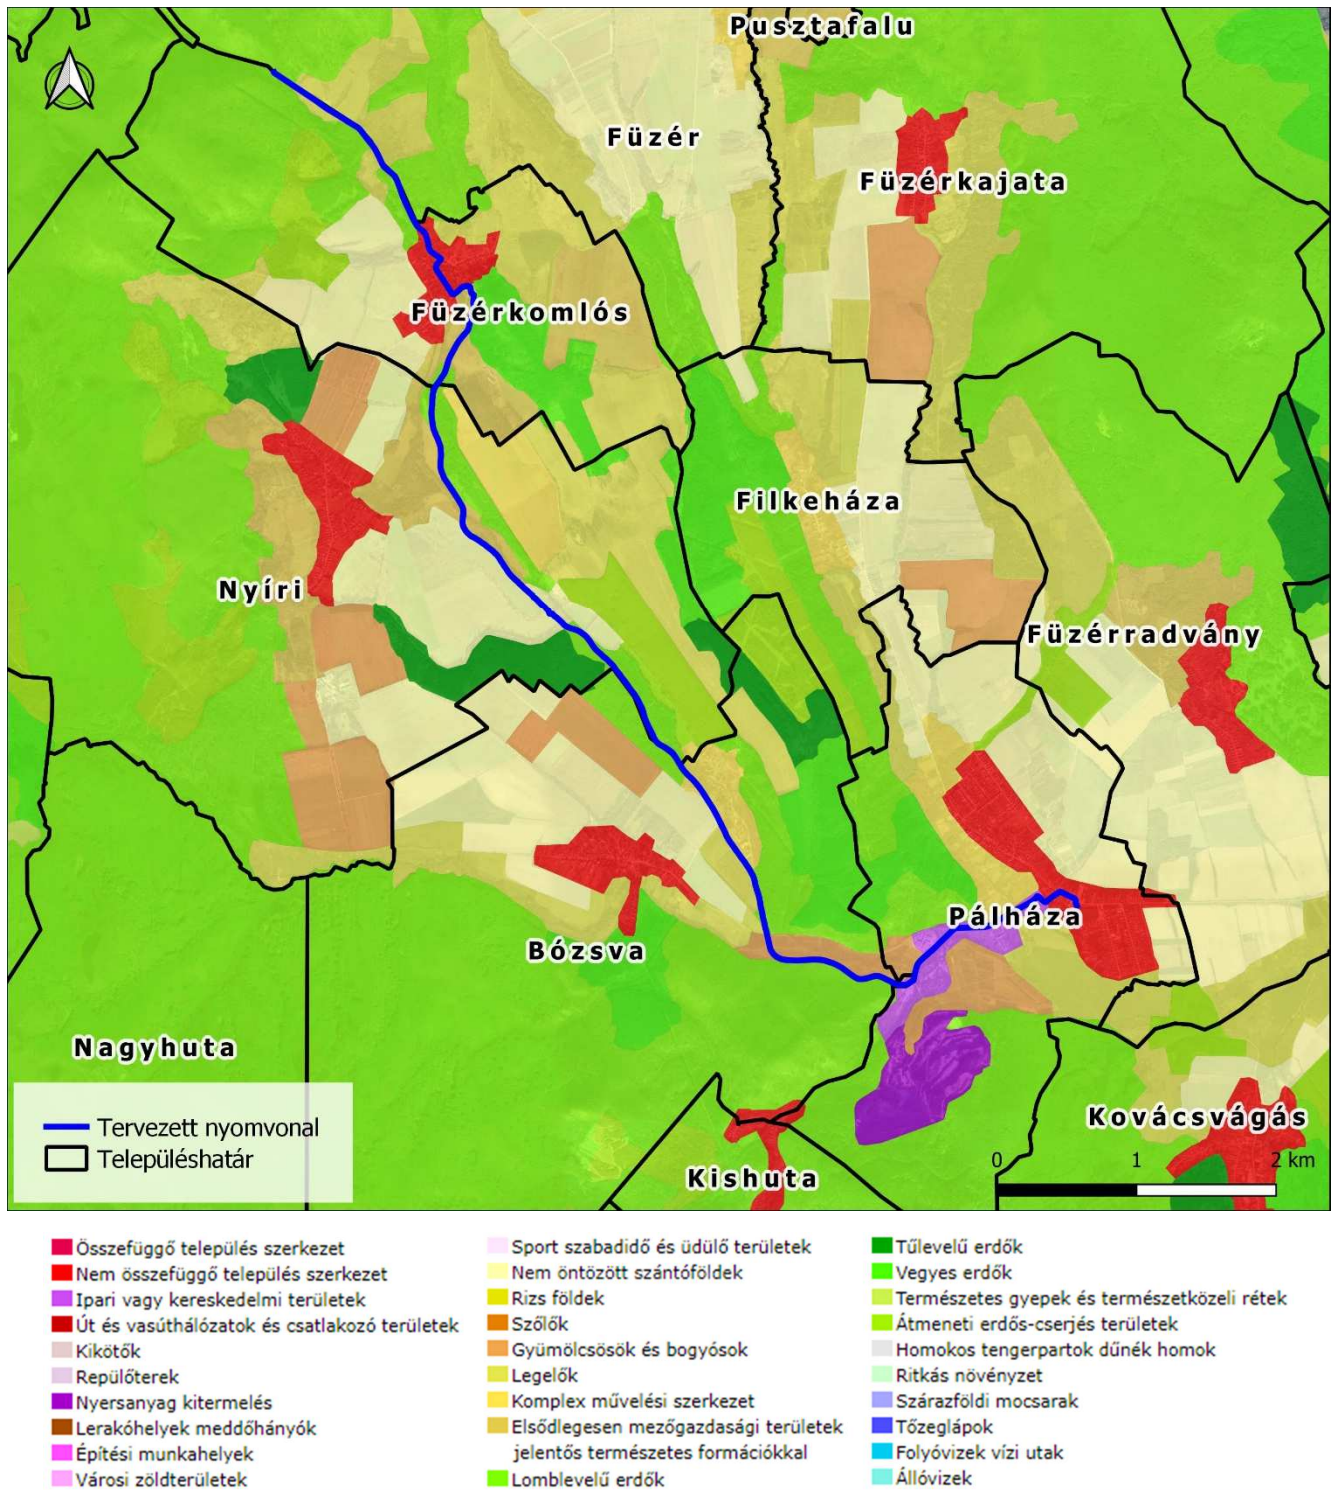 Pusztafalu
Füzér
Füzérkajata
Füzérkomlós
Filkeháza
Nyíri
Füzérradvány
Pálháza
Bózsva
Nagyhuta
Kovácsvágás
Kishuta
Tervezett nyomvonal
Településhatár
0 1 2 km
Összefüggő település szerkezet
Nem összefüggő település szerkezet
Ipari vagy kereskedelmi területek
Út és vasúthálózatok és csatlakozó területek
Kikötők
Repülőterek
Nyersanyag kitermelés
Lerakóhelyek meddőhányók
Építési munkahelyek
Városi zöldterületek
Sport szabadidő és üdülő területek
Nem öntözött szántóföldek
Rizs földek
Szőlők
Gyümölcsösök és bogyósok
Legelők
Komplex művelési szerkezet
Elsődlegesen mezőgazdasági területek
jelentős természetes formációkkal
Lomblevelű erdők
Tűlevelű erdők
Vegyes erdők
Természetes gyepek és természetközeli rétek
Átmeneti erdős-cserjés területek
Homokos tengerpartok dűnék homok
Ritkás növényzet
Szárazföldi mocsarak
Tőzeglápok
Folyóvizek vízi utak
Állóvizek